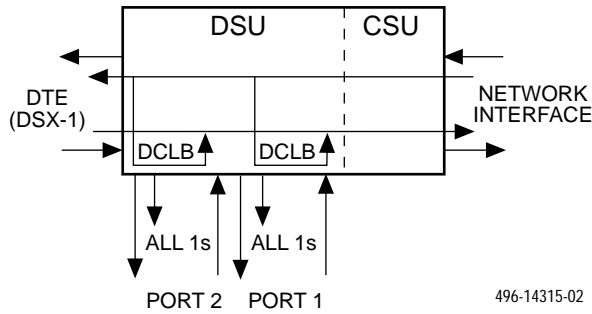 DSU
CSU
DTE
(DSX-1)
NETWORK
INTERFACE
DCLB
DCLB
ALL 1s
ALL 1s
PORT 2
PORT 1
496-14315-02